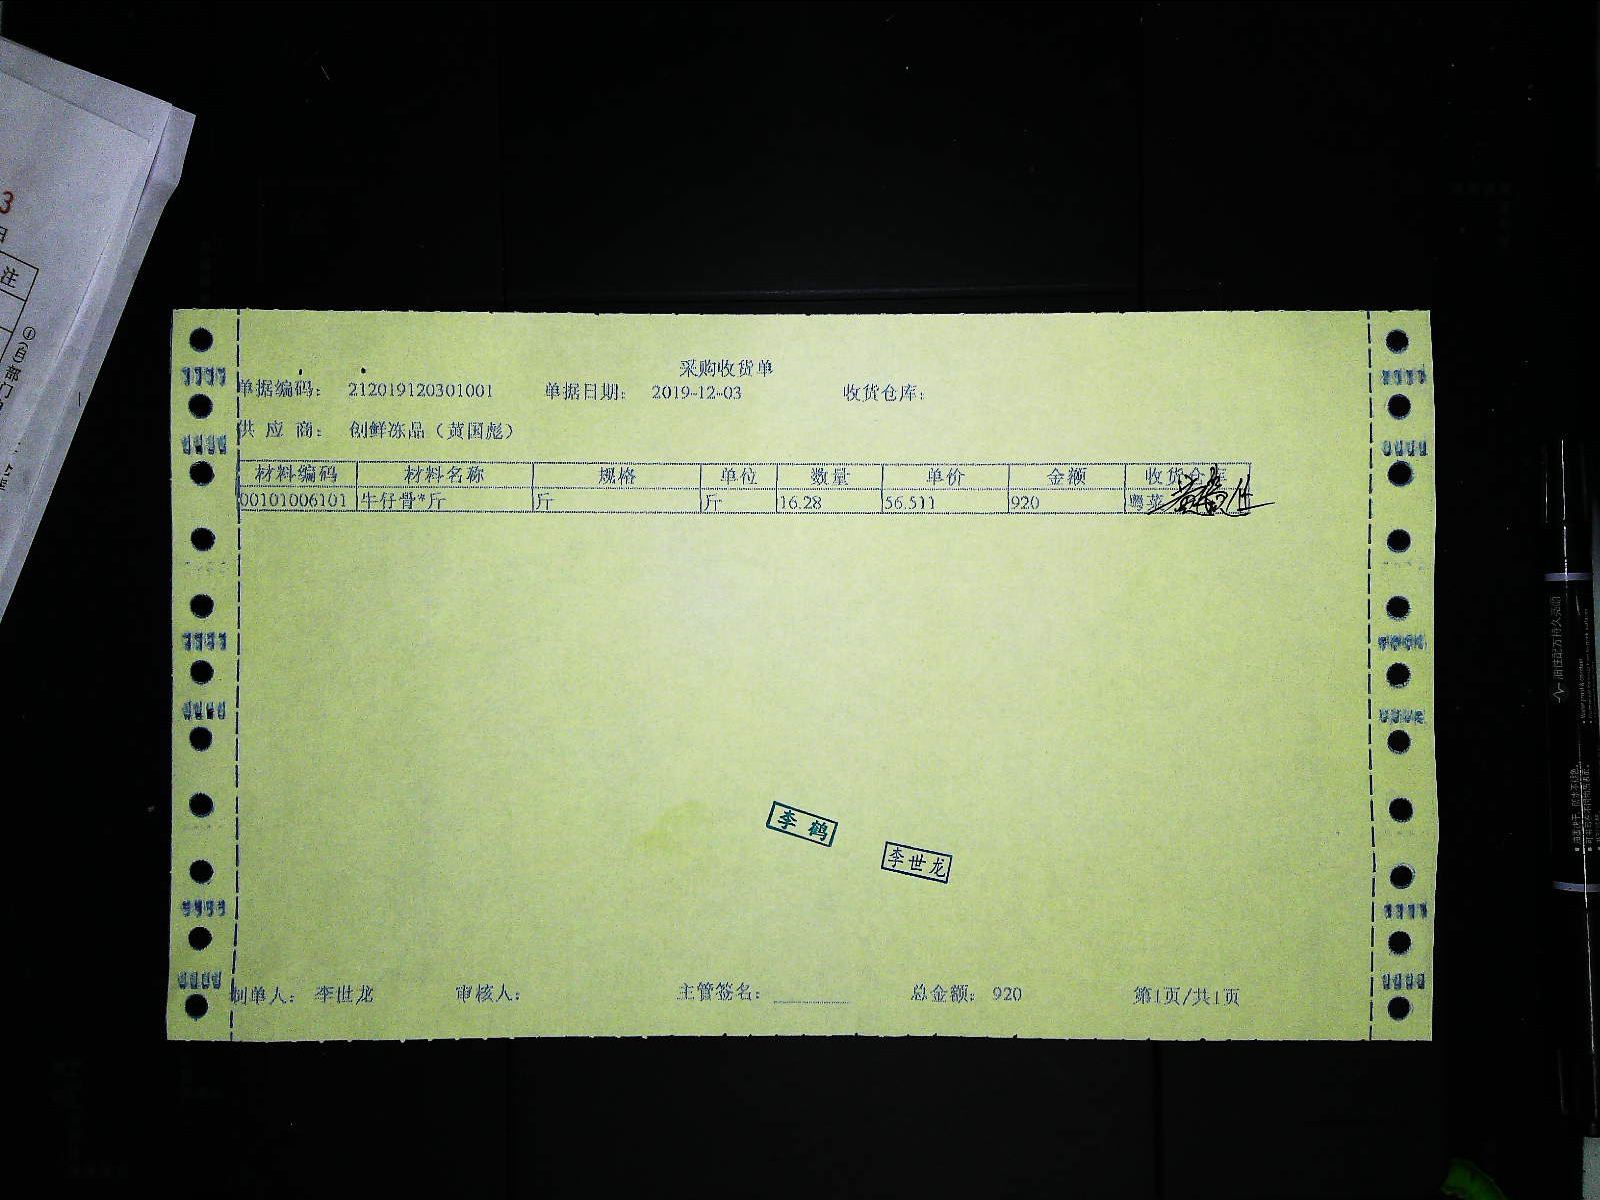 采购收货单
单据编码： 212019120301001 单据日期： 2019-12-03 收货仓库：
供 应 商： 创鲜冻品（黄国彪）
材料编码 材料名称 规格 单位 数量 单价 金额 收货仓库
00101006101 牛仔骨*斤 斤 斤 16.28 56.511 920 粤菜
李鹤
李世龙
制单人： 李世龙 审核人： 主管签名： 总金额： 920 第1页/共1页
3
日
注